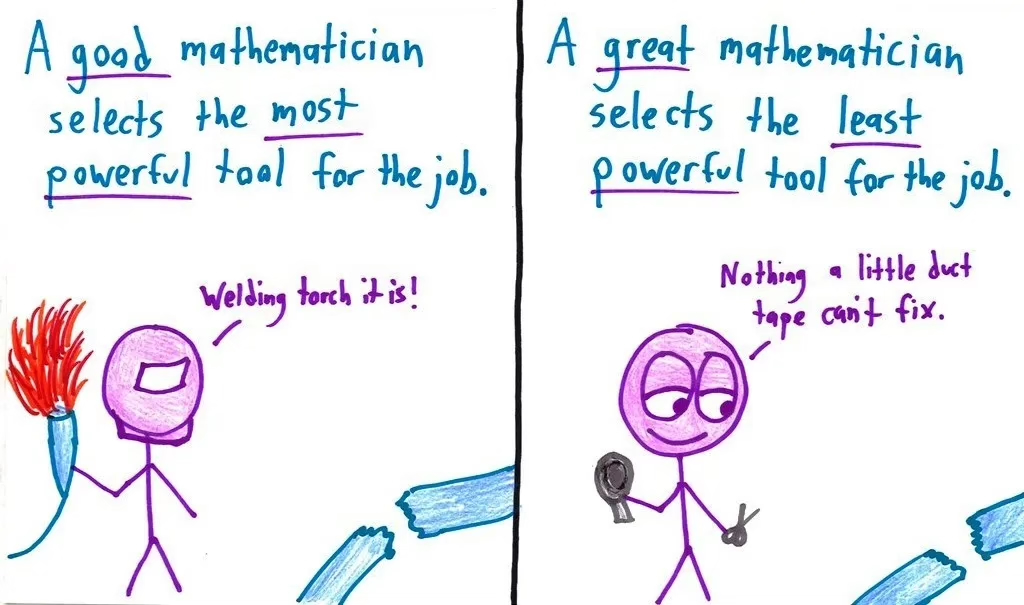 A good mathematician
selects the most
powerful tool for the job.
Welding torch it is!
A great mathematician
selects the least
powerful tool for the job.
Nothing a little duct
tape can't fix.